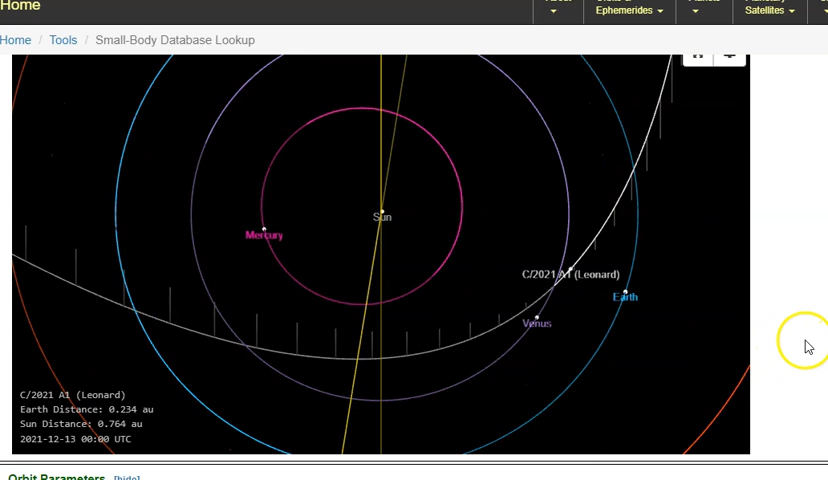 Home
Ephemerides
Satellites
Home / Tools / Small-Body Database Lookup
Sun
Mercury
C/2021 A1 (Leonard)
Earth
Venus
C/2021 A1 (Leonard)
Earth Distance: 0.234 au
Sun Distance: 0.764 au
2021-12-13 00:00 UTC
Orbit Parameters [hide]